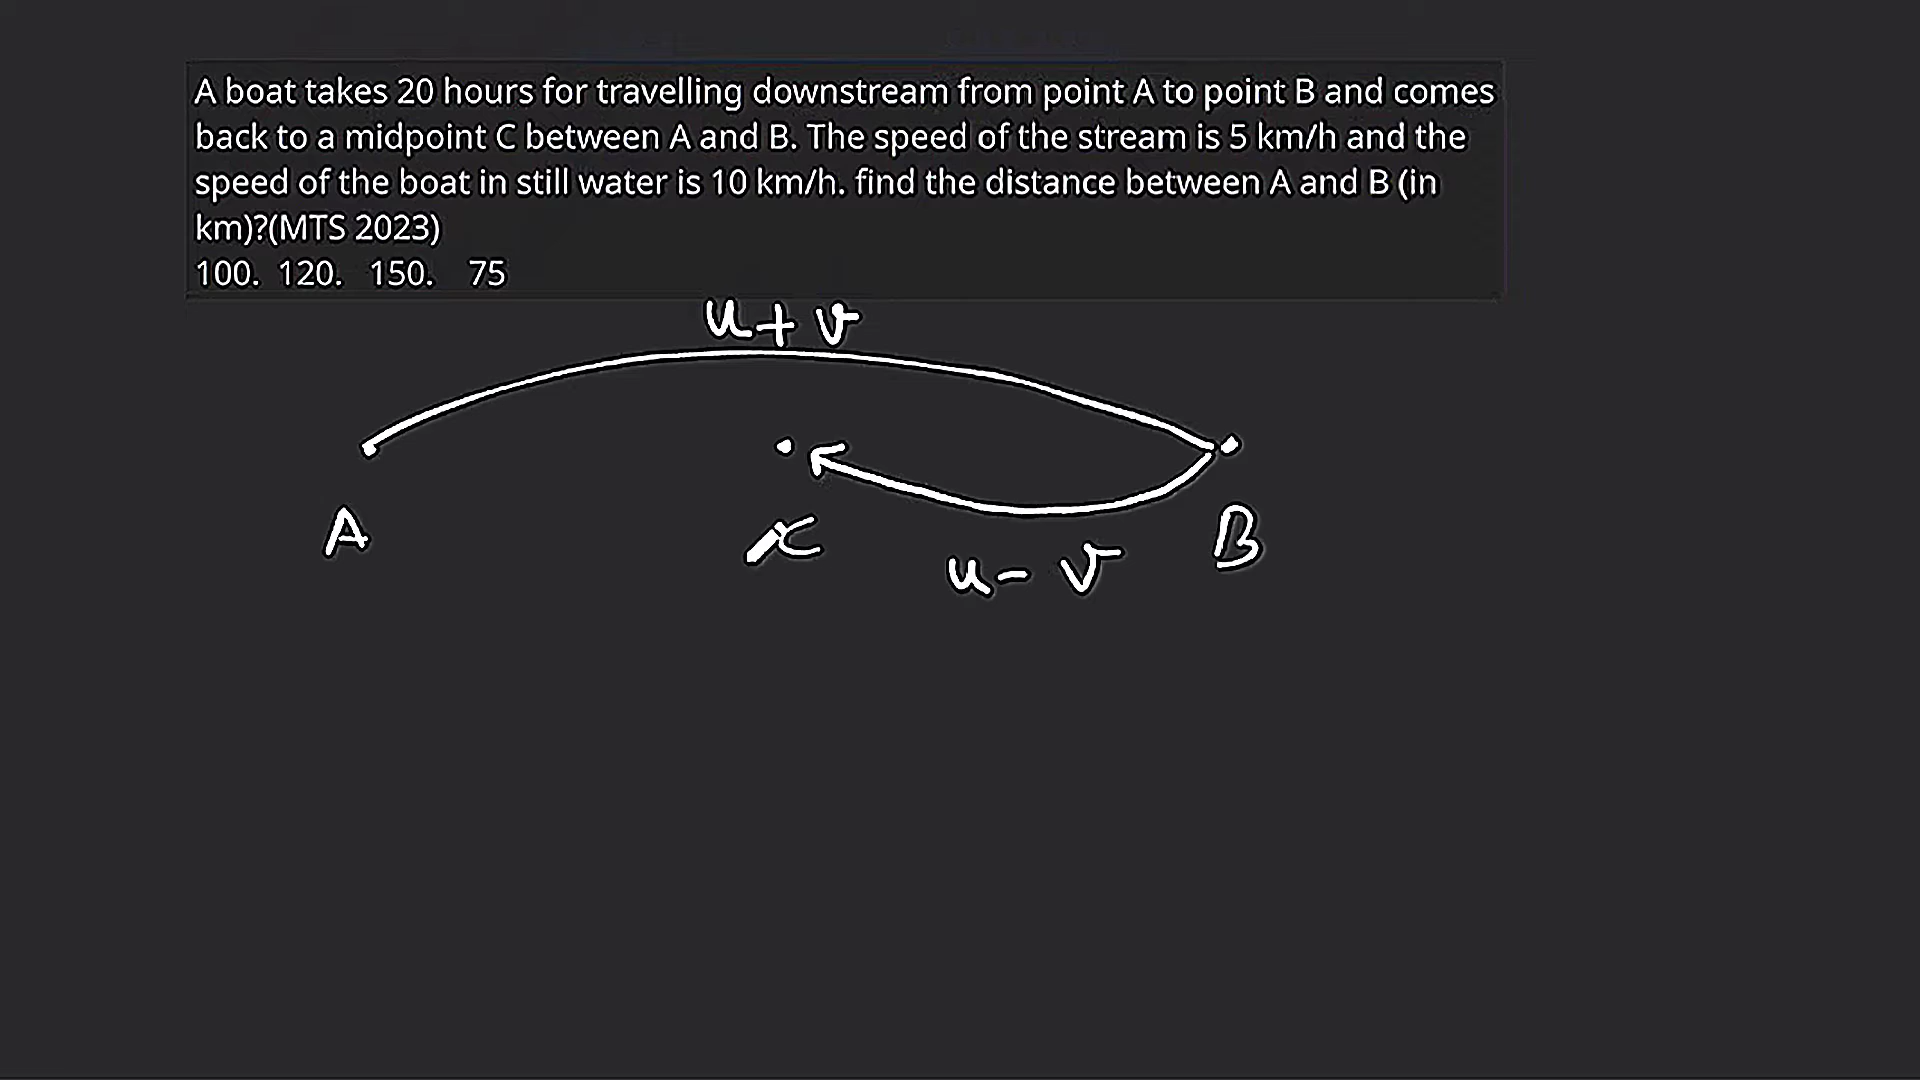 A boat takes 20 hours for travelling downstream from point A to point B and comes
back to a midpoint C between A and B. The speed of the stream is 5 km/h and the
speed of the boat in still water is 10 km/h. find the distance between A and B (in
km)?(MTS 2023)
100. 120. 150. 75
u + v
A x B
u - v